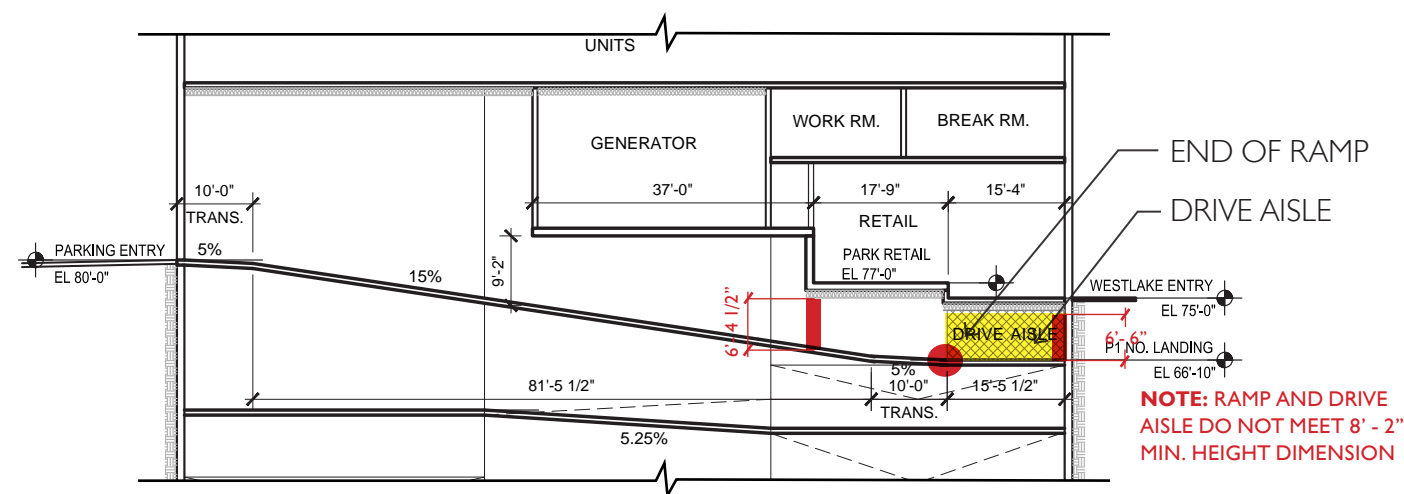 UNITS
GENERATOR
WORK RM.
BREAK RM.
END OF RAMP
DRIVE AISLE
10'-0"
TRANS.
37'-0"
17'-9"
15'-4"
RETAIL
PARKING ENTRY
EL 80'-0"
5%
15%
9'-2"
PARK RETAIL
EL 77'-0"
WESTLAKE ENTRY
EL 75'-0"
6’ - 4 1/2”
DRIVE AISLE
6’ - 6”
P1 NO. LANDING
EL 66'-10"
5%
81'-5 1/2"
10'-0"
TRANS.
15'-5 1/2"
5.25%
NOTE: RAMP AND DRIVE
AISLE DO NOT MEET 8’ - 2”
MIN. HEIGHT DIMENSION